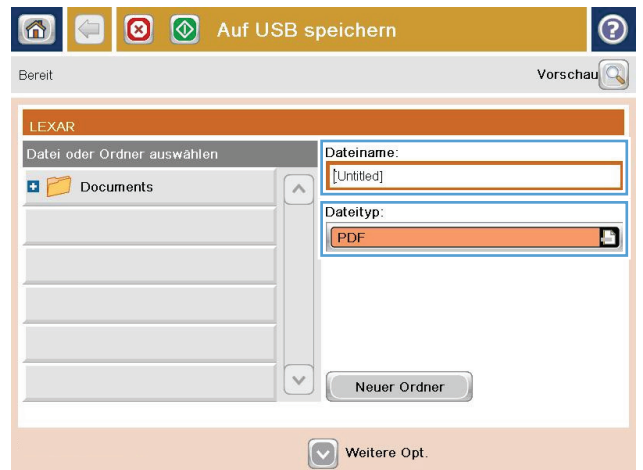 Auf USB speichern
Bereit
Vorschau
LEXAR
Datei oder Ordner auswählen
Documents
Dateiname:
[Untitled]
Dateityp:
PDF
Neuer Ordner
Weitere Opt.